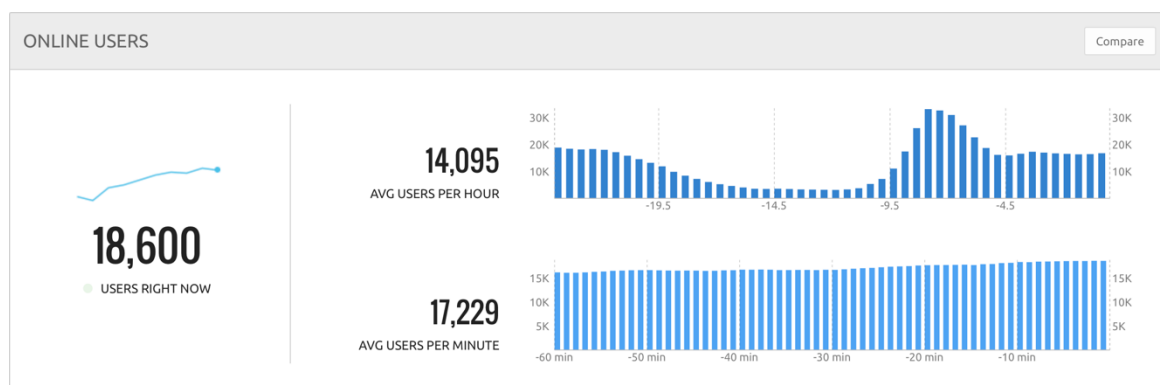 ONLINE USERS
Compare
18,600
USERS RIGHT NOW
14,095
AVG USERS PER HOUR
30K
20K
10K
30K
20K
10K
-19.5 -14.5 -9.5 -4.5
17,229
AVG USERS PER MINUTE
15K
10K
5K
15K
10K
5K
-60 min -50 min -40 min -30 min -20 min -10 min